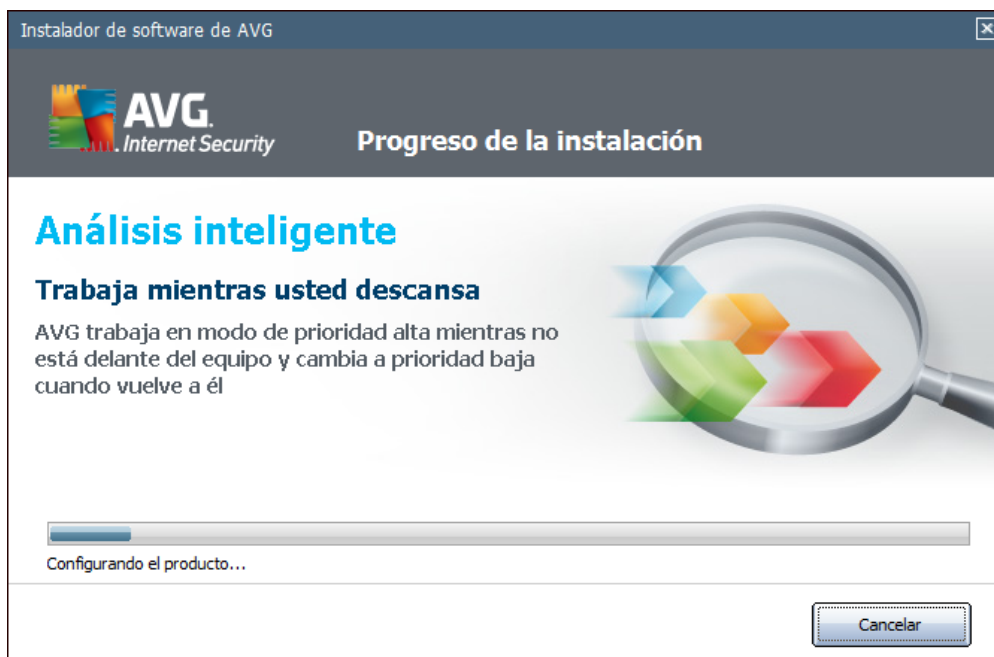 Instalador de software de AVG
AVG.
Internet Security
Progreso de la instalación
Análisis inteligente
Trabaja mientras usted descansa
AVG trabaja en modo de prioridad alta mientras no
está delante del equipo y cambia a prioridad baja
cuando vuelve a él
Configurando el producto...
Cancelar